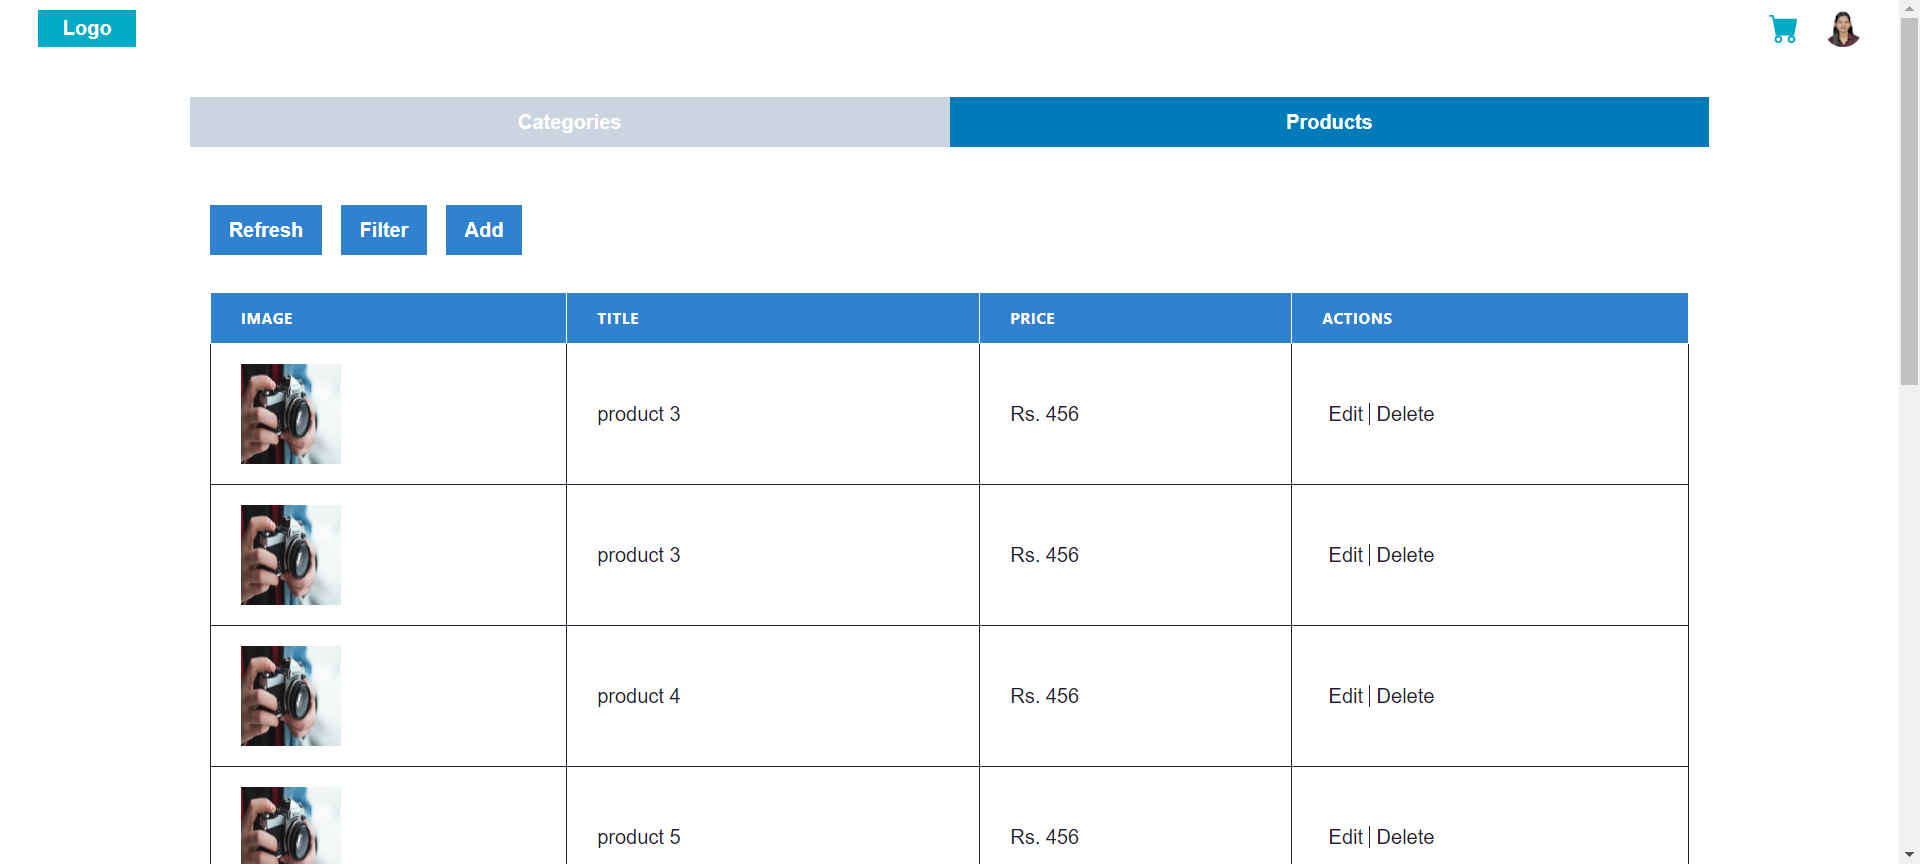 Logo
Categories Products
Refresh Filter Add
IMAGE TITLE PRICE ACTIONS
product 3 Rs. 456 Edit | Delete
product 3 Rs. 456 Edit | Delete
product 4 Rs. 456 Edit | Delete
product 5 Rs. 456 Edit | Delete